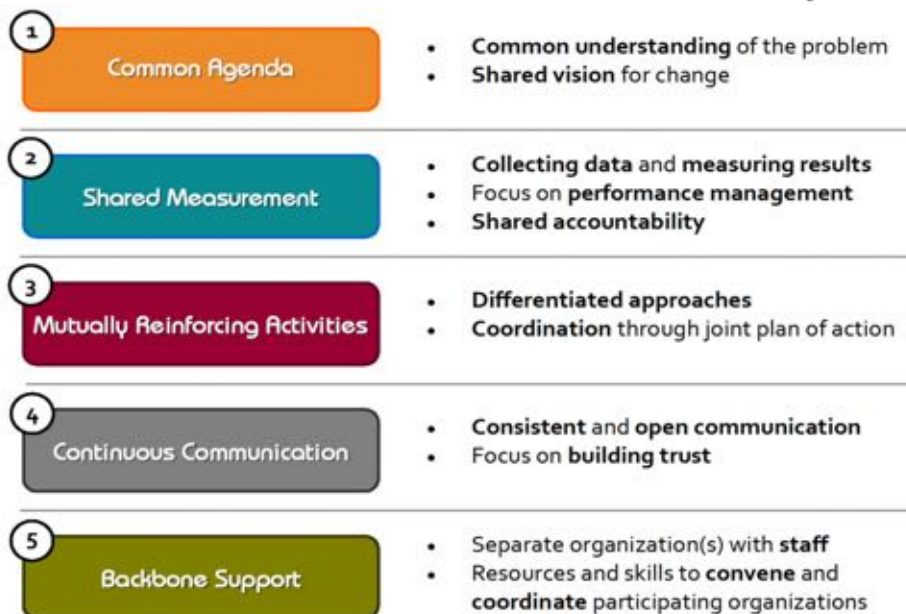 1
Common Agenda
• Common understanding of the problem
• Shared vision for change
2
Shared Measurement
• Collecting data and measuring results
• Focus on performance management
• Shared accountability
3
Mutually Reinforcing Activities
• Differentiated approaches
• Coordination through joint plan of action
4
Continuous Communication
• Consistent and open communication
• Focus on building trust
5
Backbone Support
• Separate organization(s) with staff
• Resources and skills to convene and
coordinate participating organizations